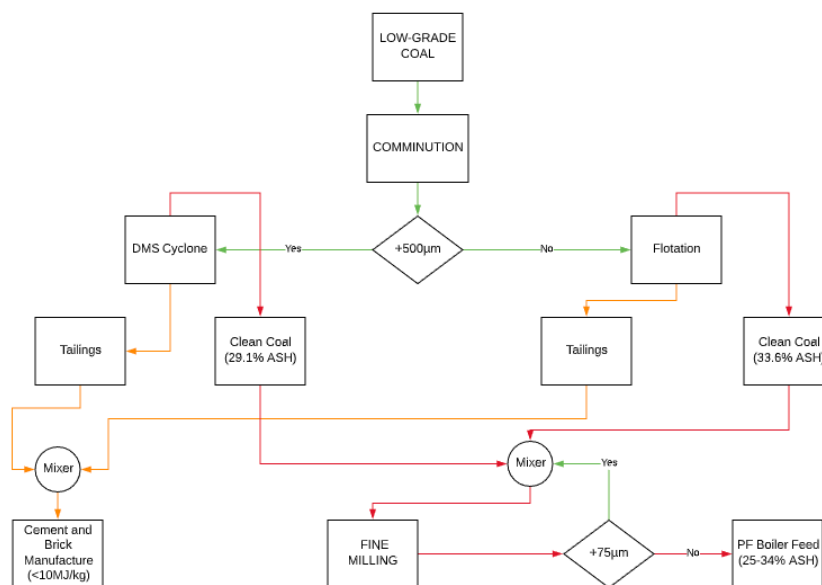 LOW-GRADE
COAL
COMMINUTION
DMS Cyclone
Yes
+500µm
No
Flotation
Tailings
Clean Coal
(29.1% ASH)
Tailings
Clean Coal
(33.6% ASH)
Mixer
Mixer
Yes
Cement and
Brick
Manufacture
(<10MJ/kg)
FINE
MILLING
+75µm
No
PF Boiler Feed
(25-34% ASH)